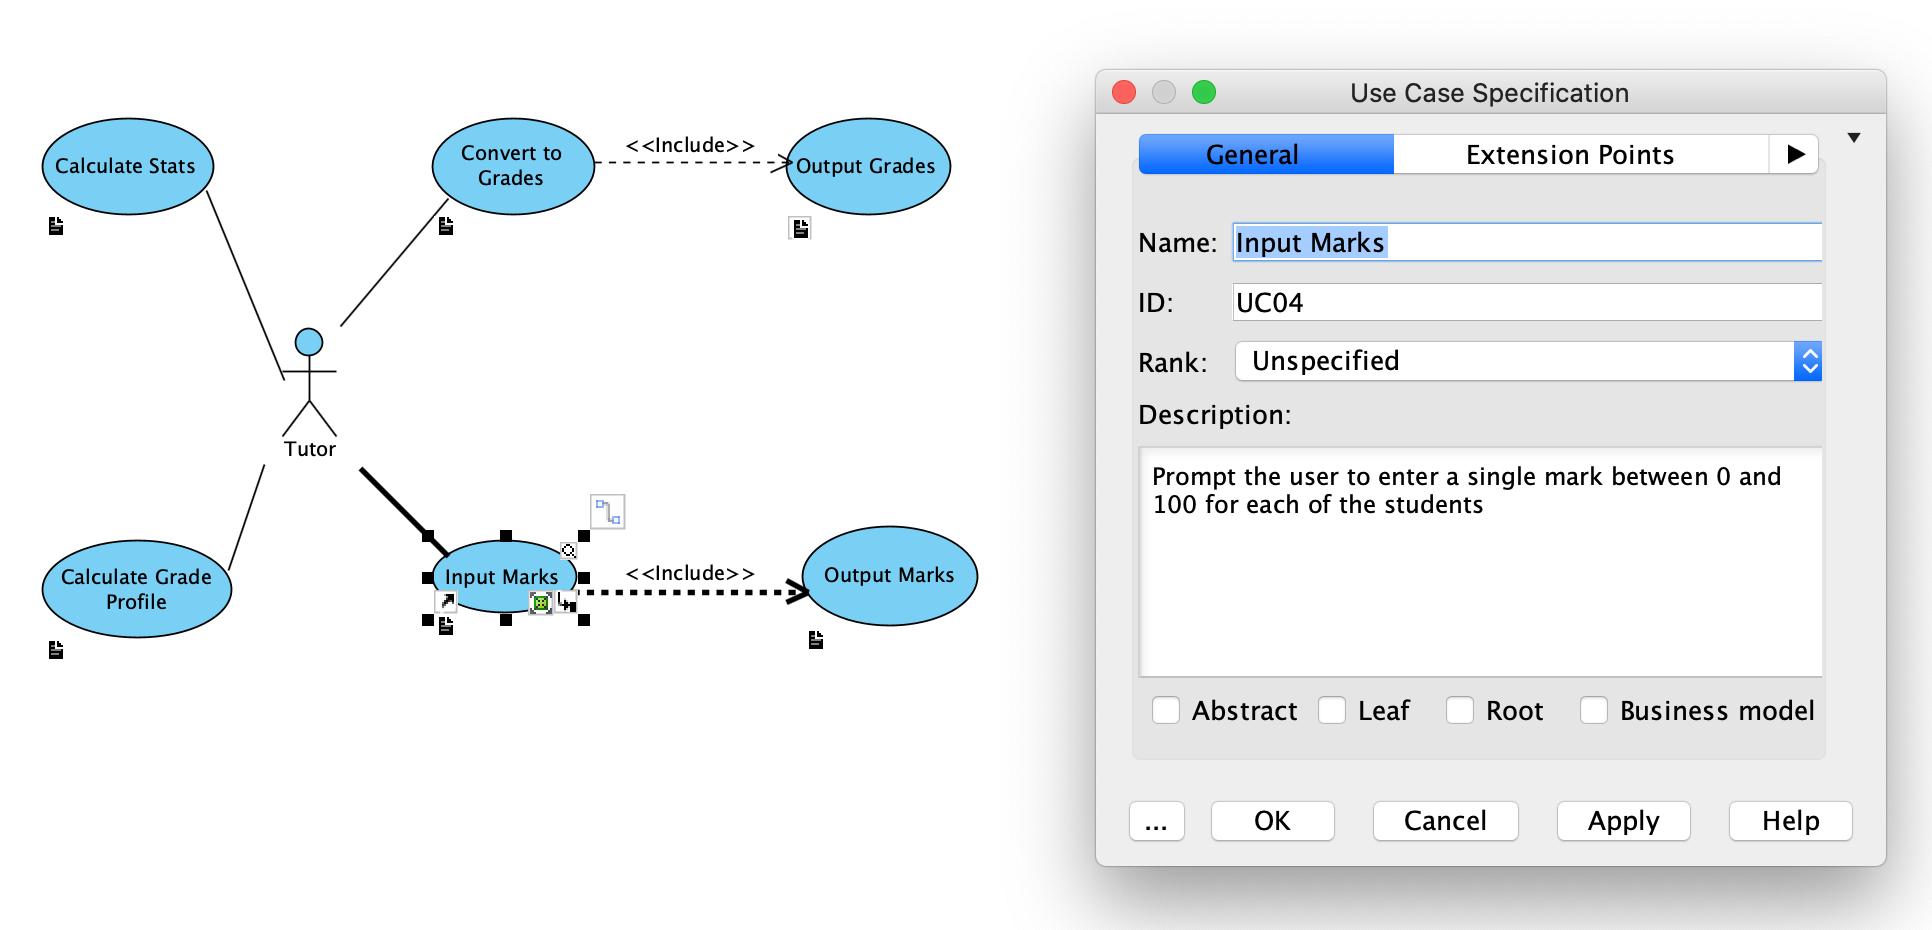 Calculate Stats
Convert to
Grades
<<Include>>
Output Grades
Tutor
Calculate Grade
Profile
Input Marks
<<Include>>
Output Marks
Use Case Specification
General
Extension Points
Name: Input Marks
ID: UC04
Rank: Unspecified
Description:
Prompt the user to enter a single mark between 0 and
100 for each of the students
Abstract Leaf Root Business model
... OK Cancel Apply Help